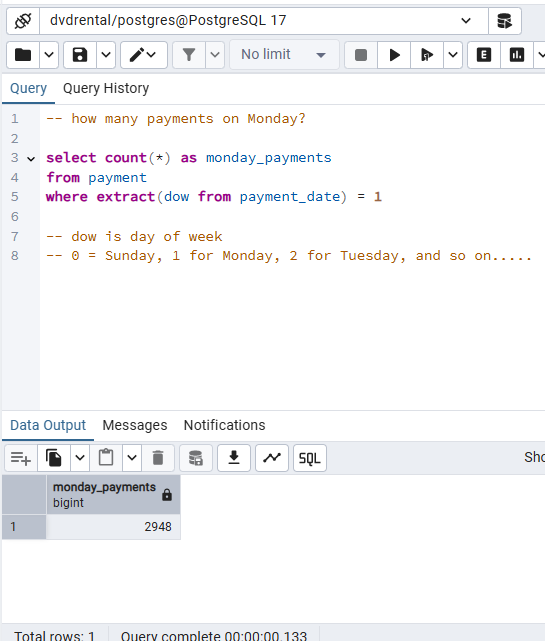 dvdrental/postgres@PostgreSQL 17
No limit
E
Query Query History
1 -- how many payments on Monday?
2
3 select count(*) as monday_payments
4 from payment
5 where extract(dow from payment_date) = 1
6
7 -- dow is day of week
8 -- 0 = Sunday, 1 for Monday, 2 for Tuesday, and so on.....
Data Output Messages Notifications
SQL Sho
monday_payments
bigint
1 2948
Total rows: 1 Query complete 00:00:00.133